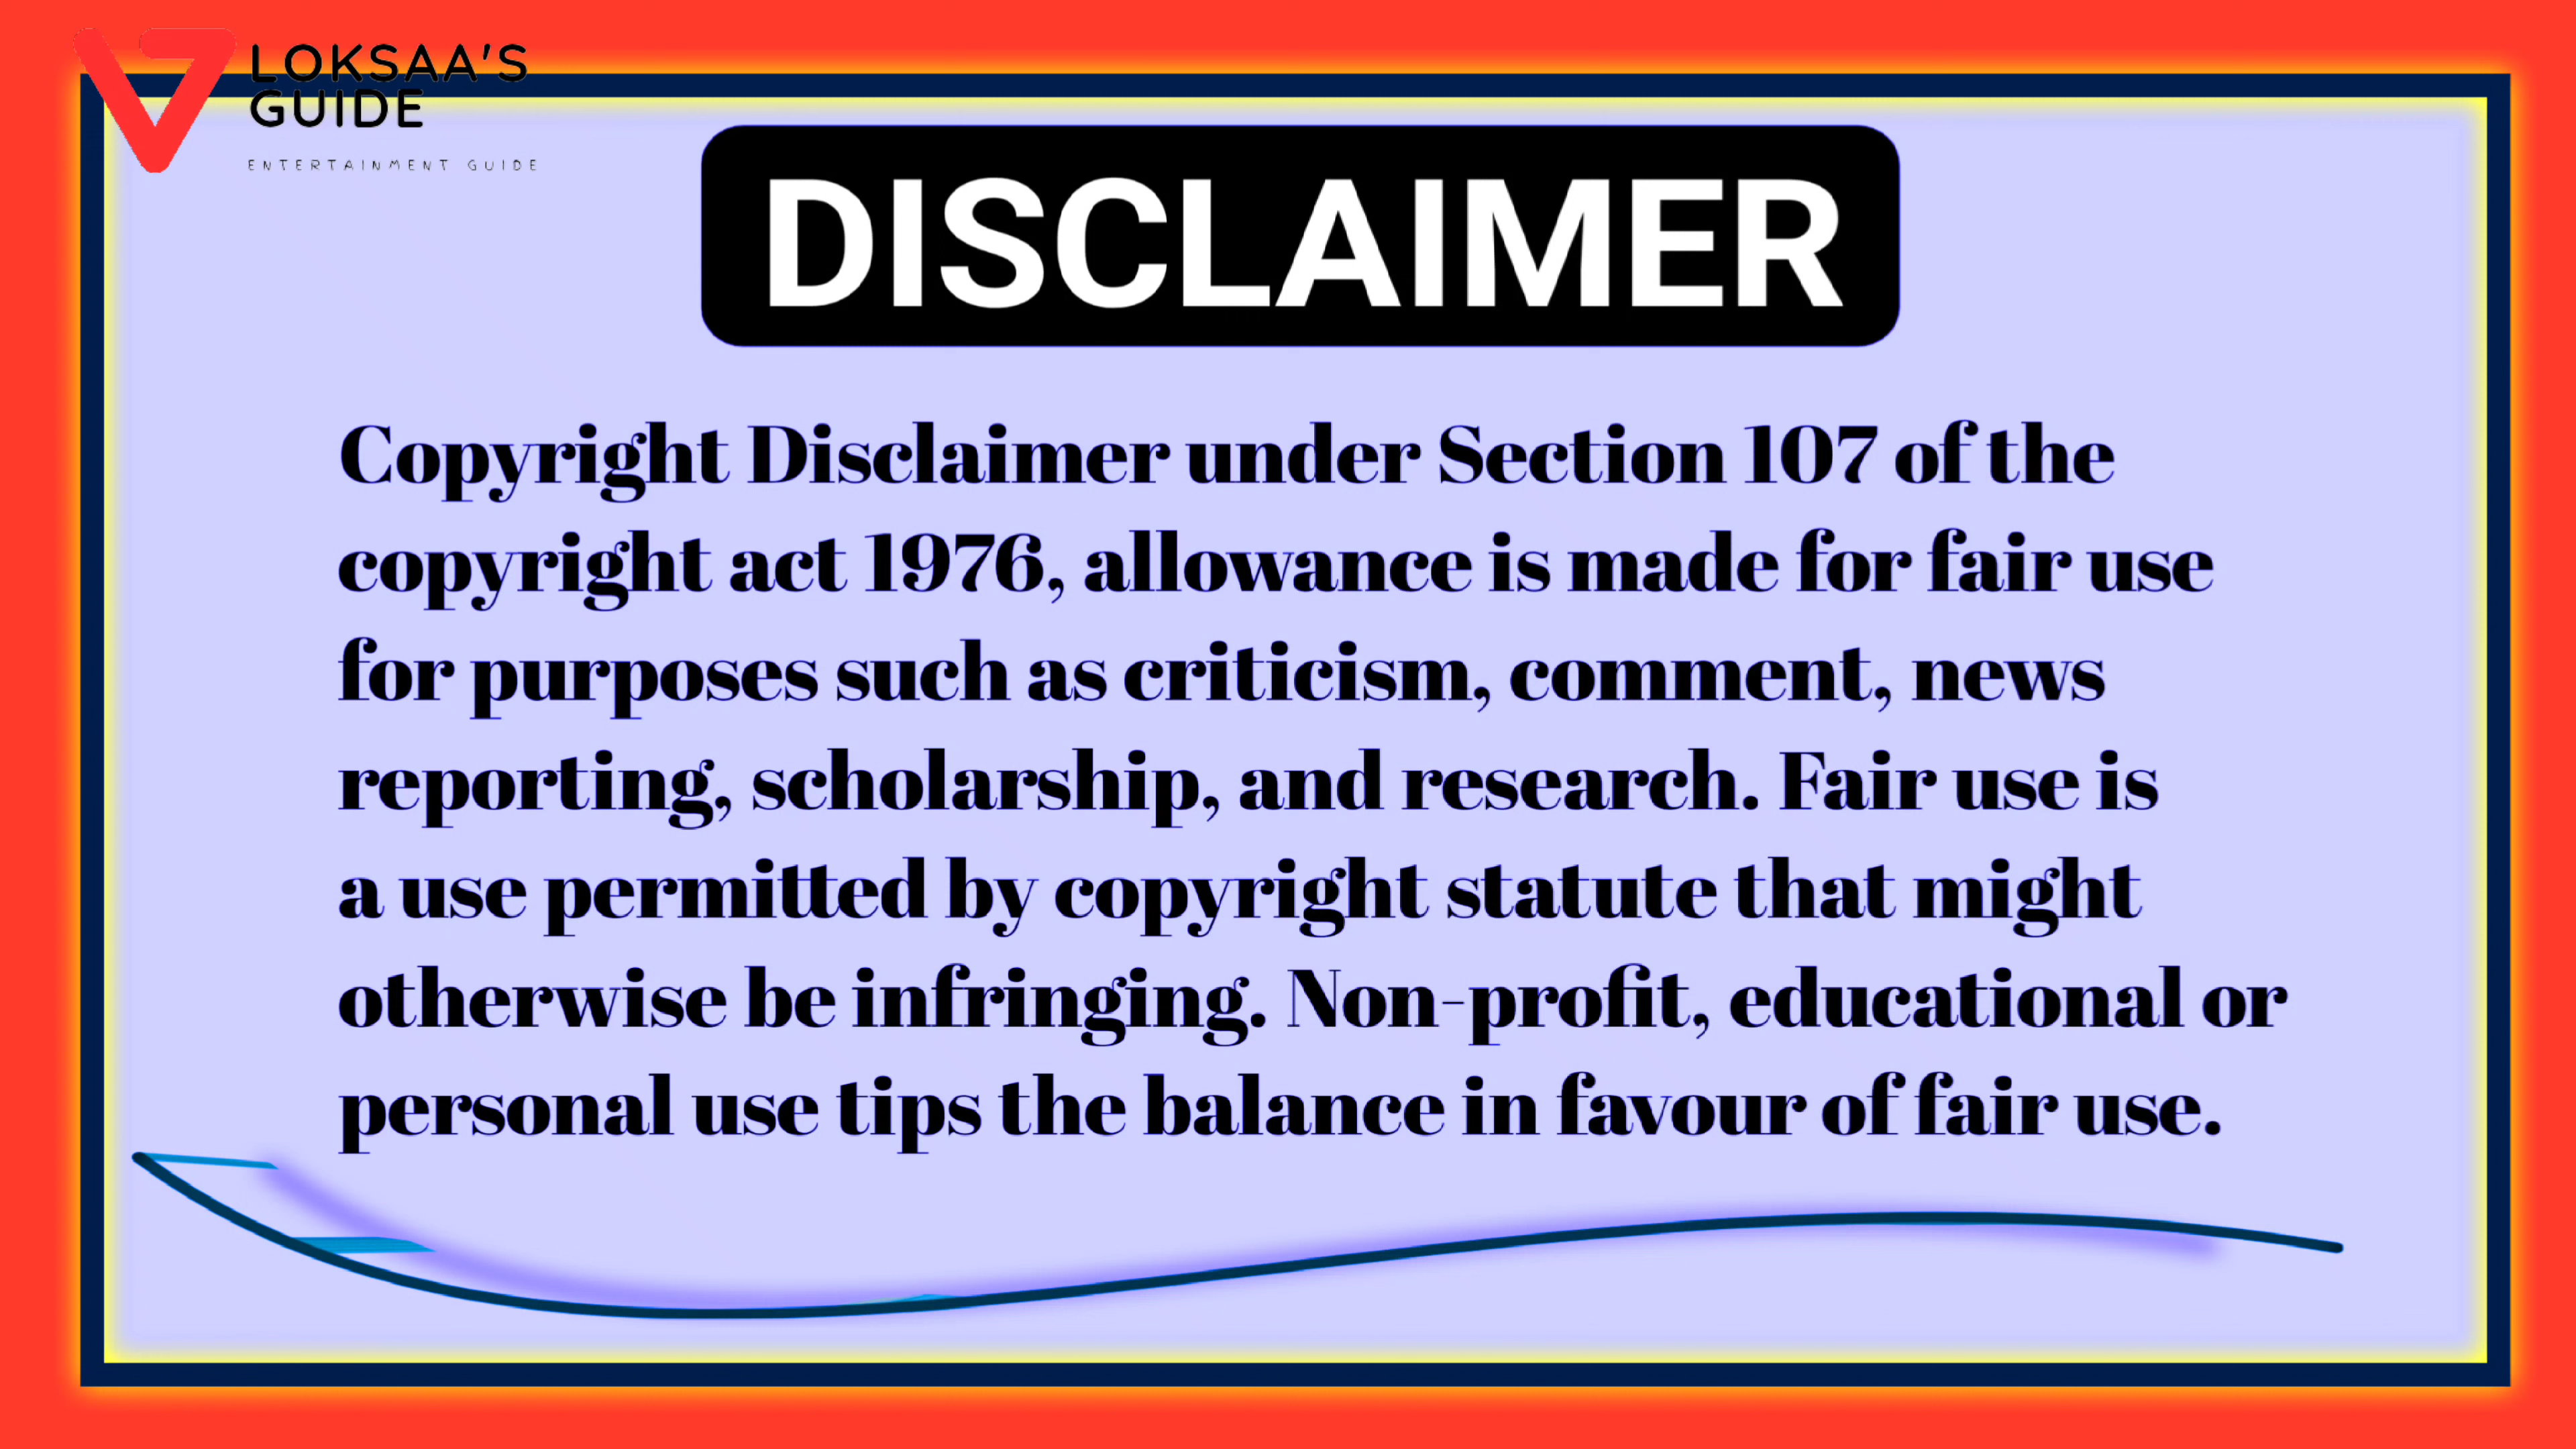 LOKSAA'S
GUIDE
ENTERTAINMENT GUIDE
DISCLAIMER
Copyright Disclaimer under Section 107 of the
copyright act 1976, allowance is made for fair use
for purposes such as criticism, comment, news
reporting, scholarship, and research. Fair use is
a use permitted by copyright statute that might
otherwise be infringing. Non-profit, educational or
personal use tips the balance in favour of fair use.